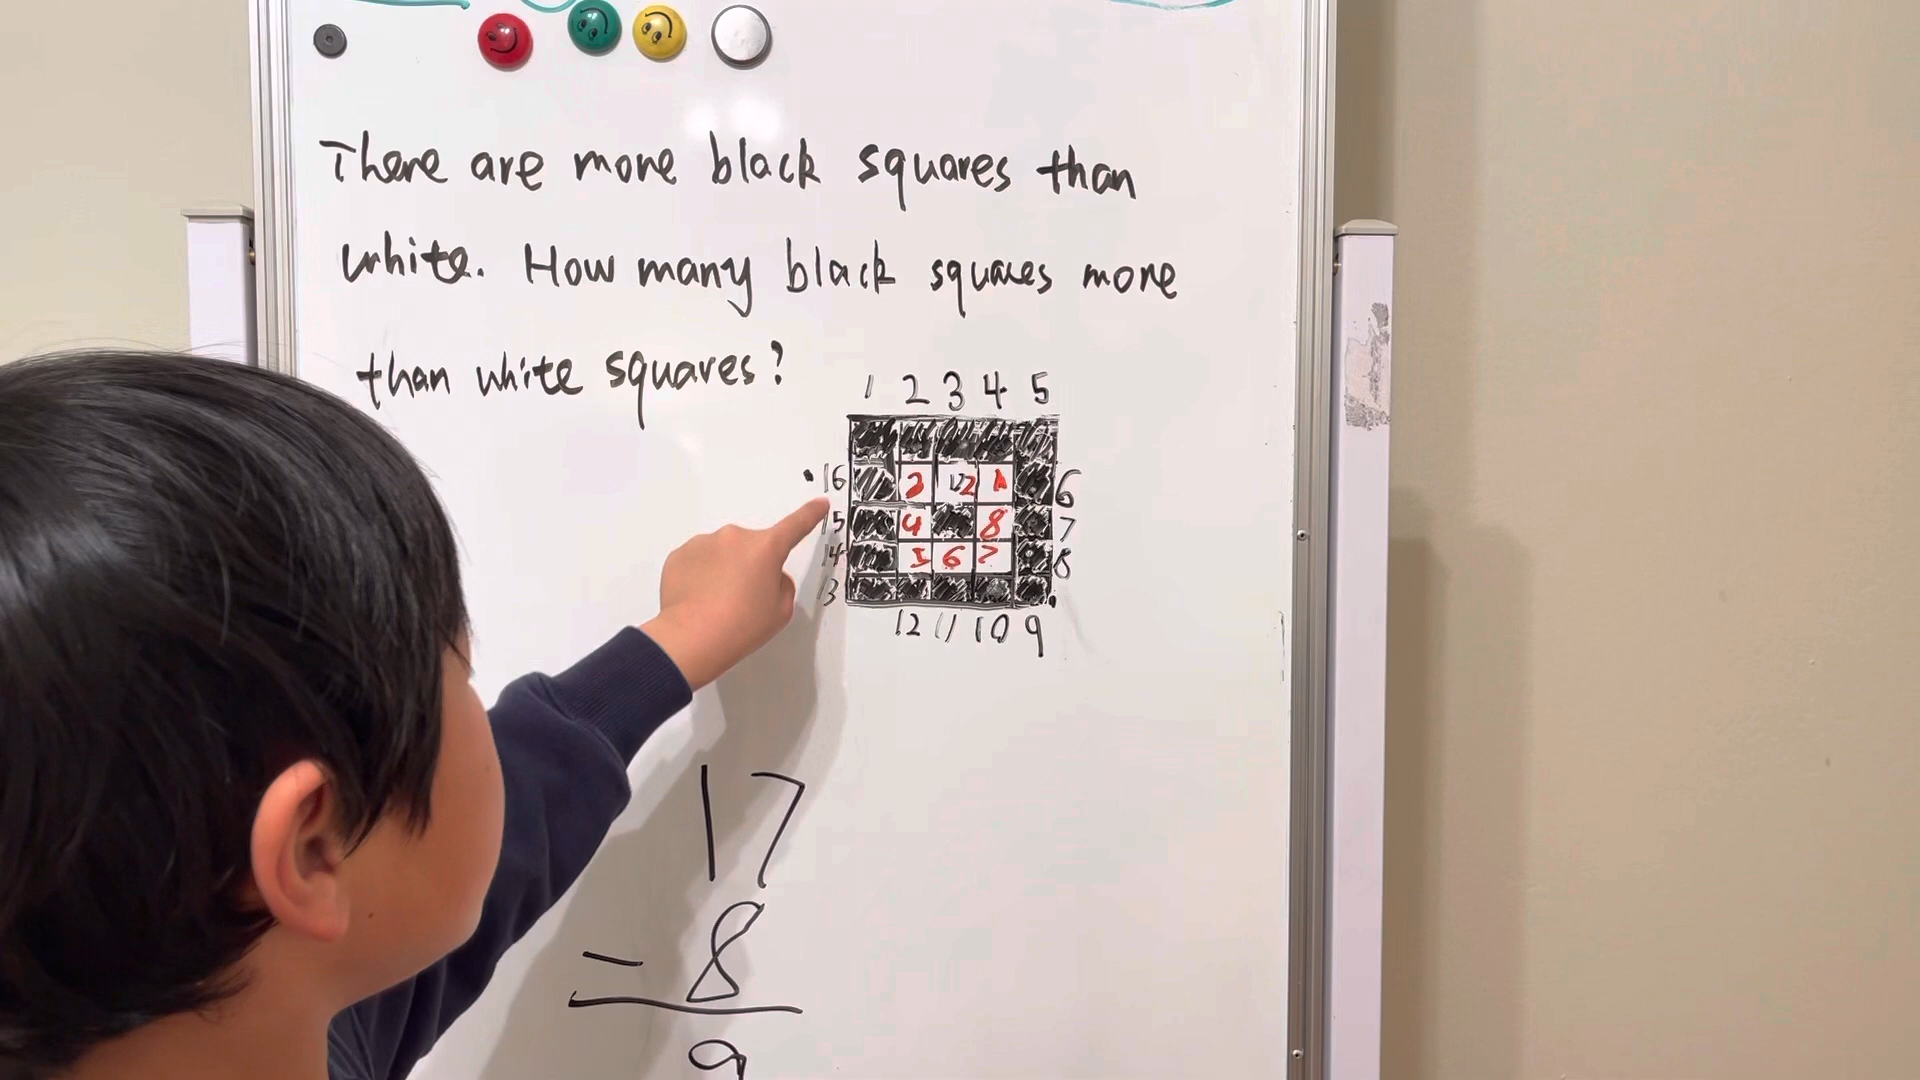 There are more black squares than
white. How many black squares more
than white squares?
1 2 3 4 5
16 2 1 6
15 4 8 7
14 5 6 7 8
13
12 11 10 9
17
- 8
9